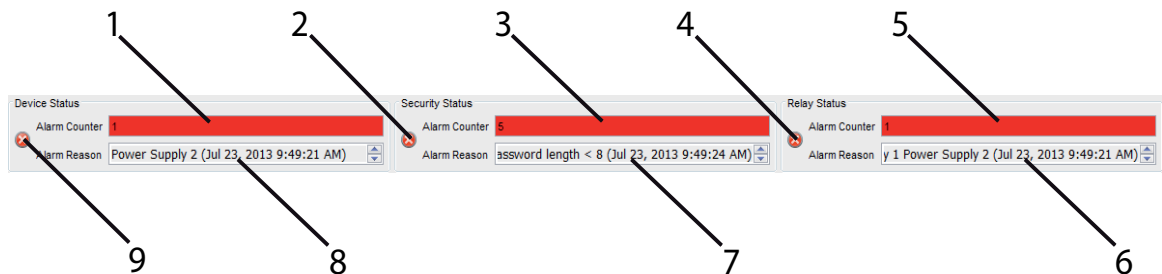 1 2 3 4 5
Device Status Security Status Relay Status
Alarm Counter 1 Alarm Counter 5 Alarm Counter 1
Alarm Reason Power Supply 2 (Jul 23, 2013 9:49:21 AM) Alarm Reason assword length < 8 (Jul 23, 2013 9:49:24 AM) Alarm Reason y 1 Power Supply 2 (Jul 23, 2013 9:49:21 AM)
9 8 7 6